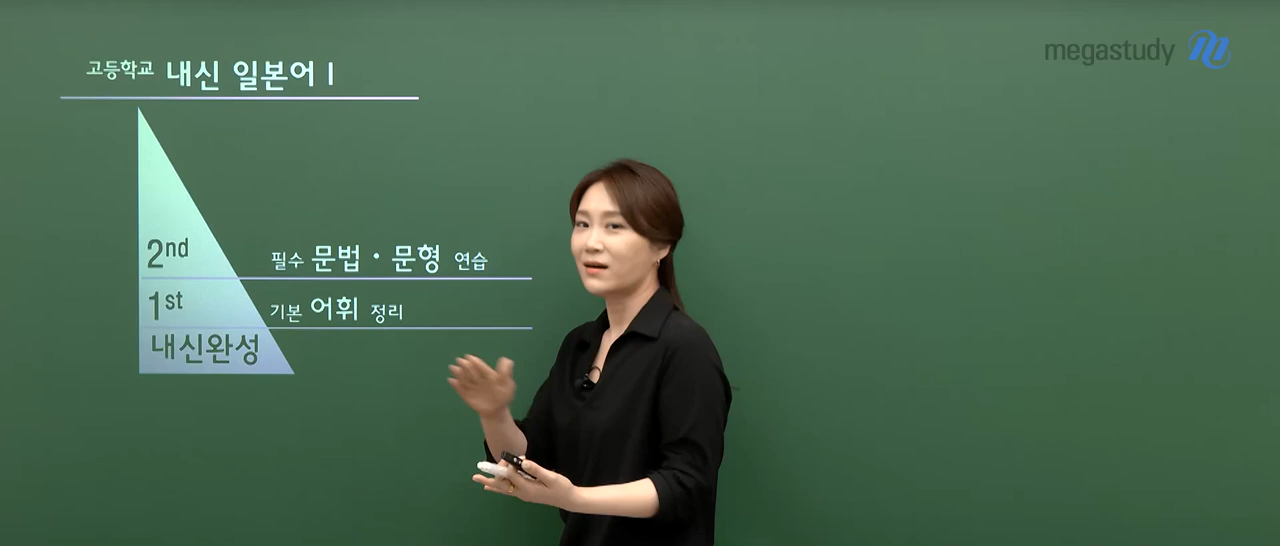 megastudy
고등학교 내신 일본어 I
2nd 필수 문법 · 문형 연습
1st 기본 어휘 정리
내신완성